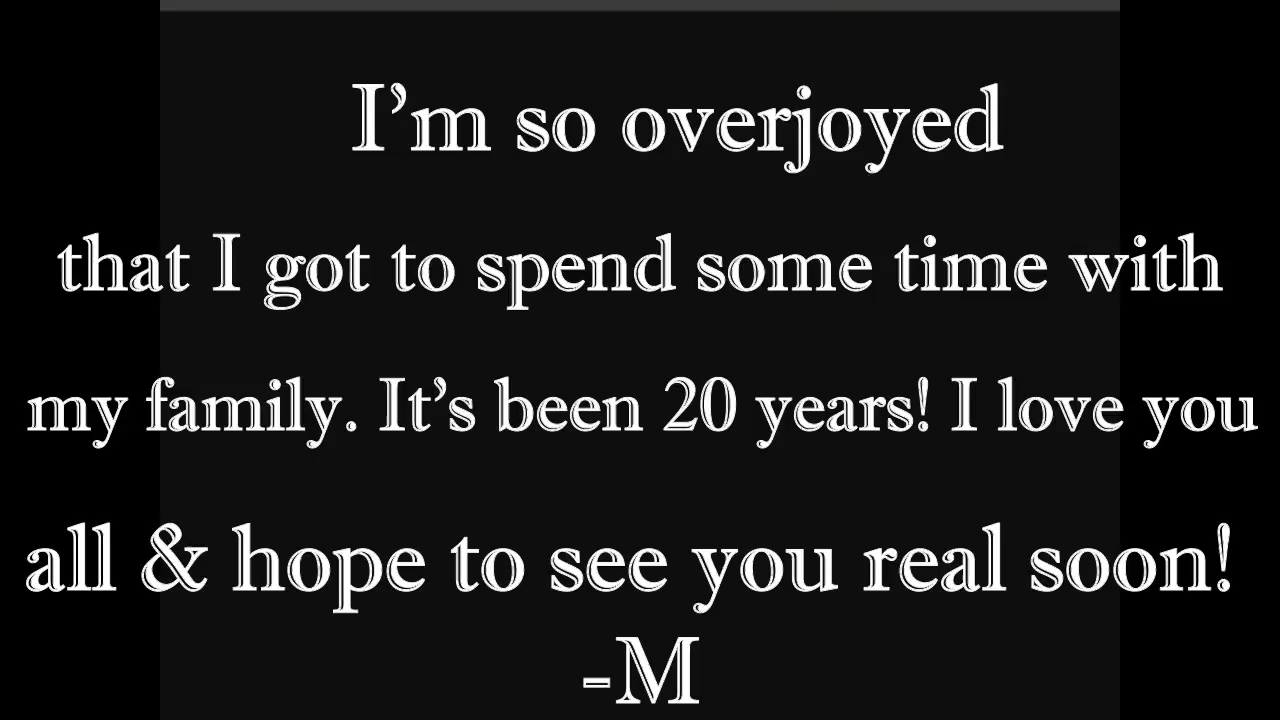 I’m so overjoyed
that I got to spend some time with
my family. It’s been 20 years! I love you
all & hope to see you real soon!
-M